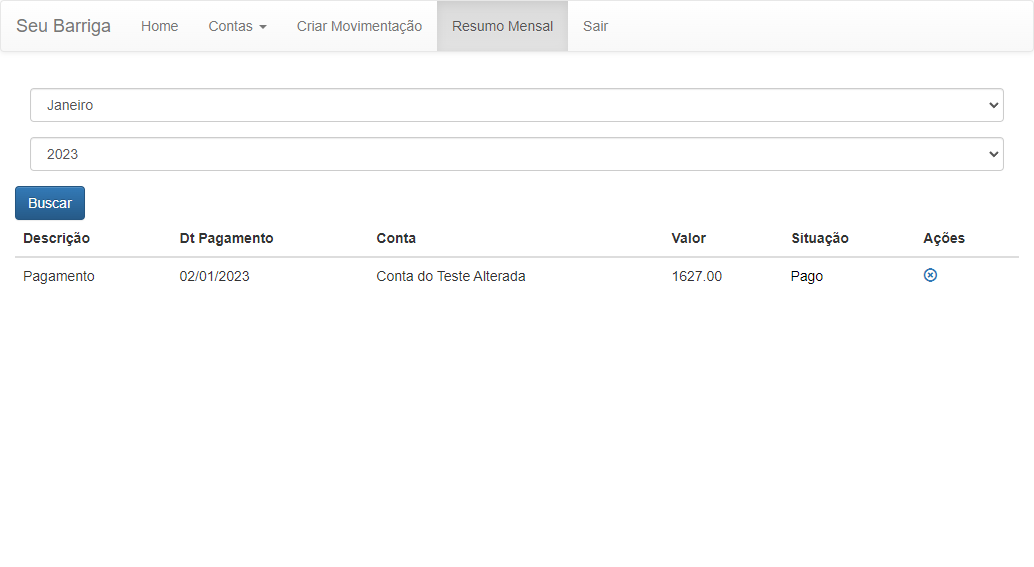 Seu Barriga Home Contas Criar Movimentação Resumo Mensal Sair
Janeiro
2023
Buscar
Descrição Dt Pagamento Conta Valor Situação Ações
Pagamento 02/01/2023 Conta do Teste Alterada 1627.00 Pago